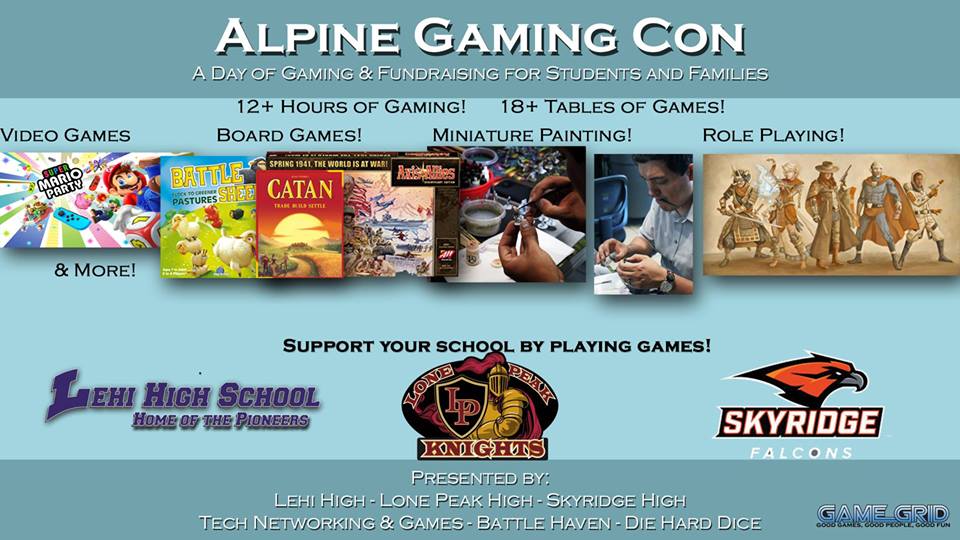 Alpine Gaming Con
A Day of Gaming & Fundraising for Students and Families
12+ Hours of Gaming! 18+ Tables of Games!
Video Games Board Games! Miniature Painting! Role Playing!
SUPER
MARIO
PARTY
BATTLE
SHEEP
FLOCK TO GREENER
PASTURES
CATAN
TRADE BUILD SETTLE
SPRING 1941, THE WORLD IS AT WAR!
Axis & Allies
& More!
Support your school by playing games!
Lehi High School
Home of the Pioneers
LONE PEAK
LP
KNIGHTS
SKYRIDGE
FALCONS
Presented by:
Lehi High - Lone Peak High - Skyridge High
Tech Networking & Games - Battle Haven - Die Hard Dice
GAME GRID
GOOD GAMES, GOOD PEOPLE, GOOD FUN